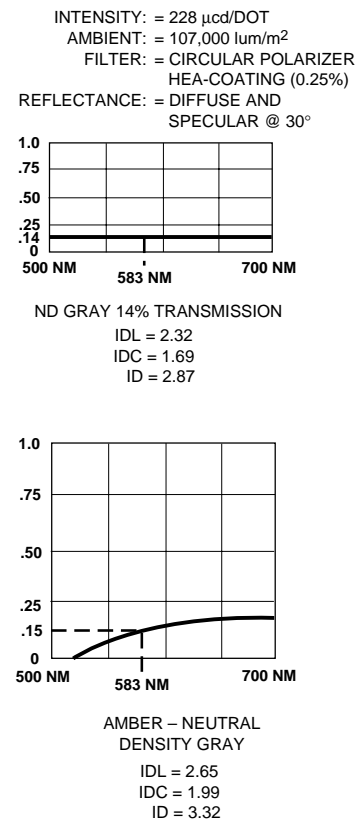 INTENSITY: = 228 µcd/DOT
AMBIENT: = 107,000 lum/m2
FILTER: = CIRCULAR POLARIZER
HEA-COATING (0.25%)
REFLECTANCE: = DIFFUSE AND
SPECULAR @ 30°
1.0
.75
.50
.25
.14
0
500 NM
583 NM
700 NM
ND GRAY 14% TRANSMISSION
IDL = 2.32
IDC = 1.69
ID = 2.87
1.0
.75
.50
.25
.15
0
500 NM
583 NM
700 NM
AMBER – NEUTRAL
DENSITY GRAY
IDL = 2.65
IDC = 1.99
ID = 3.32